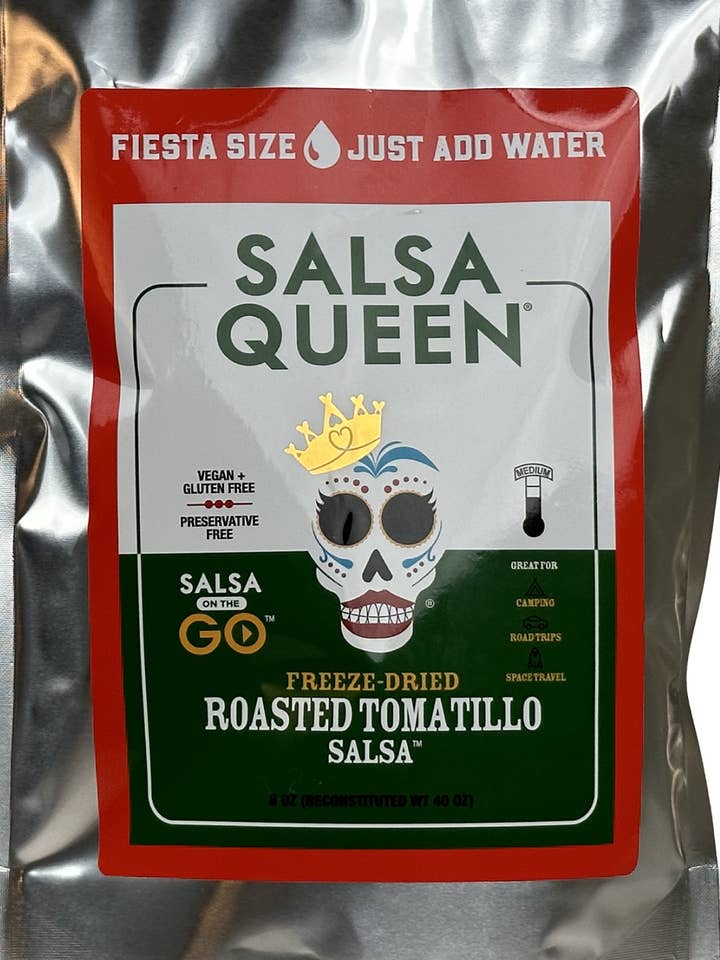 FIESTA SIZE JUST ADD WATER
SALSA
QUEEN®
VEGAN +
GLUTEN FREE
PRESERVATIVE
FREE
MEDIUM
SALSA
ON THE
GO™
®
GREAT FOR
CAMPING
ROAD TRIPS
SPACE TRAVEL
FREEZE-DRIED
ROASTED TOMATILLO
SALSA™
8 OZ (RECONSTITUTED WT 40 OZ)